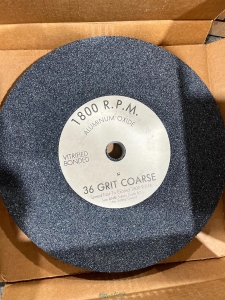 1800 R.P.M.
ALUMINUM OXIDE
VITRIFIED
BONDED
36 GRIT COARSE